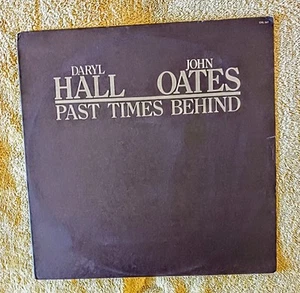 DARYL JOHN
HALL OATES
PAST TIMES BEHIND